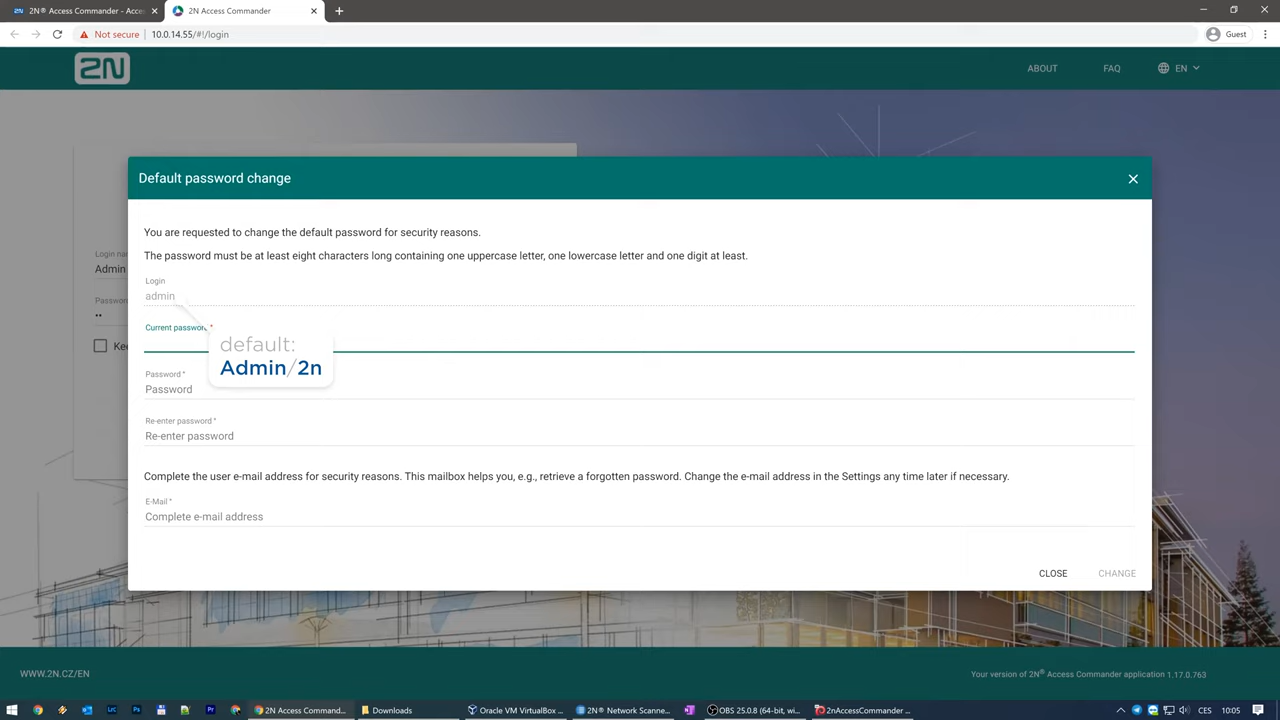 2N® Access Commander - Acces
2N Access Commander
Not secure
10.0.14.55/#!/login
Guest
2N
ABOUT
FAQ
EN
Default password change
You are requested to change the default password for security reasons.
The password must be at least eight characters long containing one uppercase letter, one lowercase letter and one digit at least.
Login
admin
Current password *
default:
Admin/2n
Password *
Password
Re-enter password *
Re-enter password
Complete the user e-mail address for security reasons. This mailbox helps you, e.g., retrieve a forgotten password. Change the e-mail address in the Settings any time later if necessary.
E-Mail *
Complete e-mail address
CLOSE
CHANGE
Login na
Admin
Passwor
••
Kee
WWW.2N.CZ/EN
Your version of 2N® Access Commander application 1.17.0.763
2N Access Command...
Downloads
Oracle VM VirtualBox ...
2N® Network Scanne...
OBS 25.0.8 (64-bit, wi...
2nAccessCommander ...
CES
10:05